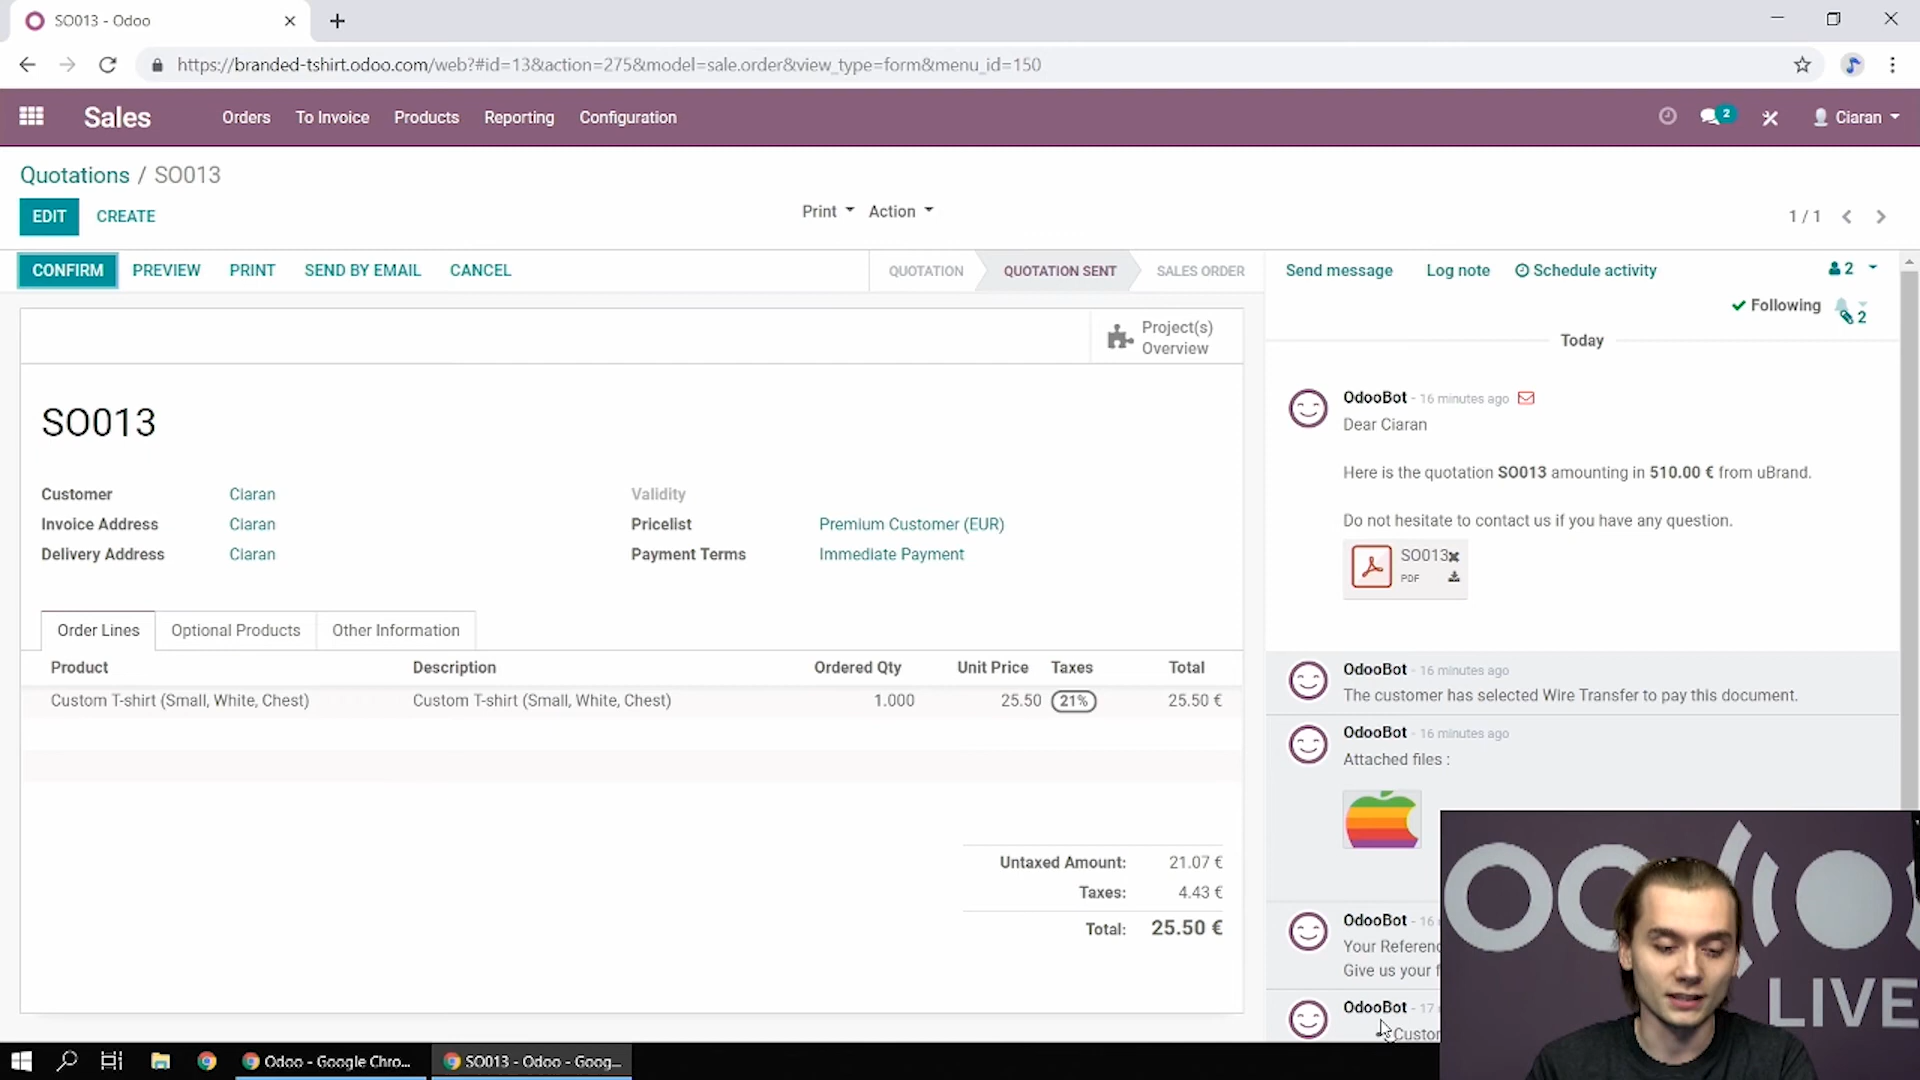 SO013 - Odoo
https://branded-tshirt.odoo.com/web?#id=13&action=275&model=sale.order&view_type=form&menu_id=150
Sales Orders To Invoice Products Reporting Configuration 2 Ciaran
Quotations / SO013
EDIT CREATE Print Action 1 / 1
CONFIRM PREVIEW PRINT SEND BY EMAIL CANCEL QUOTATION QUOTATION SENT SALES ORDER
Send message Log note Schedule activity 2
Following 2
Project(s)
Overview
SO013
Customer Ciaran
Invoice Address Ciaran
Delivery Address Ciaran
Validity
Pricelist Premium Customer (EUR)
Payment Terms Immediate Payment
Order Lines Optional Products Other Information
Product Description Ordered Qty Unit Price Taxes Total
Custom T-shirt (Small, White, Chest) Custom T-shirt (Small, White, Chest) 1.000 25.50 21% 25.50 €
Untaxed Amount: 21.07 €
Taxes: 4.43 €
Total: 25.50 €
Today
OdooBot - 16 minutes ago
Dear Ciaran
Here is the quotation SO013 amounting in 510.00 € from uBrand.
Do not hesitate to contact us if you have any question.
SO013
PDF
OdooBot - 16 minutes ago
The customer has selected Wire Transfer to pay this document.
OdooBot - 16 minutes ago
Attached files :
OdooBot - 16
Your
Give us your
OdooBot - 17
LIVE
Odoo - Google Chro... SO013 - Odoo - Goog...